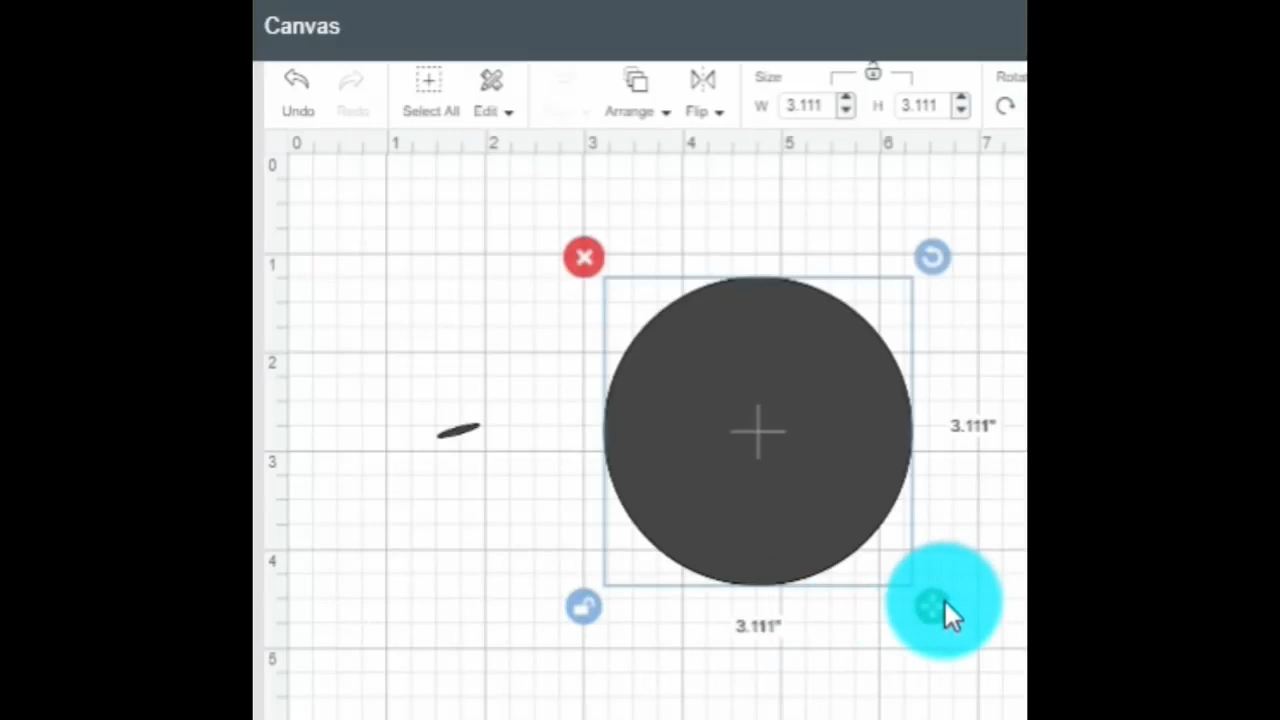 Canvas
Size
Rota
Undo
Redo
Select All
Edit
Arrange
Flip
W 3.111
H 3.111
0 1 2 3 4 5 6 7
0
1
2
3
4
5
3.111"
3.111"